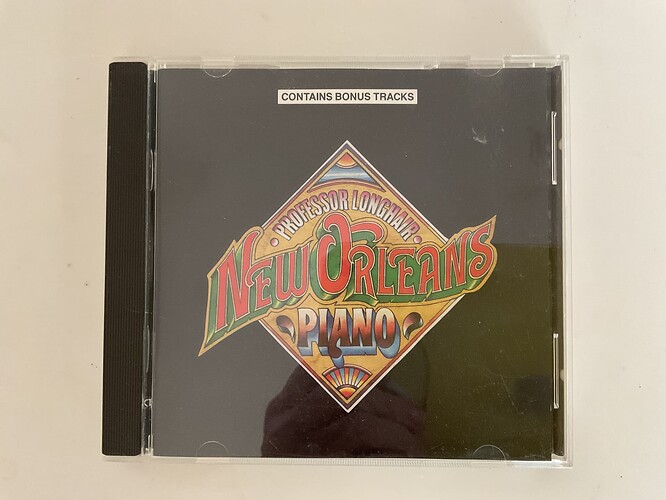 CONTAINS BONUS TRACKS
PROFESSOR LONGHAIR
NEW ORLEANS
PIANO